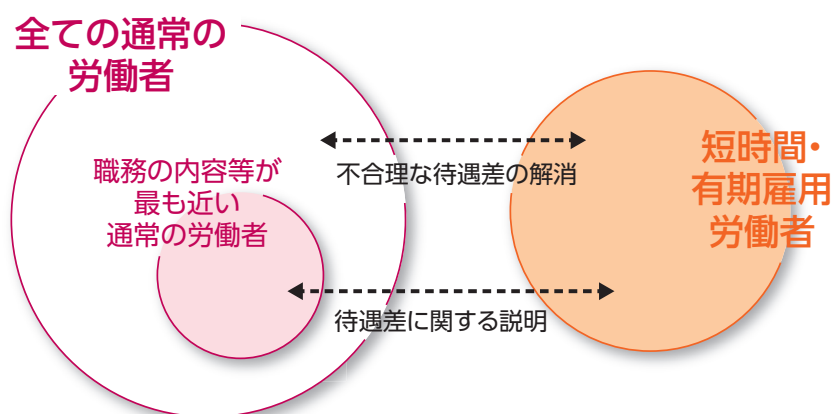 全ての通常の
労働者
職務の内容等が
最も近い
通常の労働者
不合理な待遇差の解消
待遇差に関する説明
短時間・
有期雇用
労働者